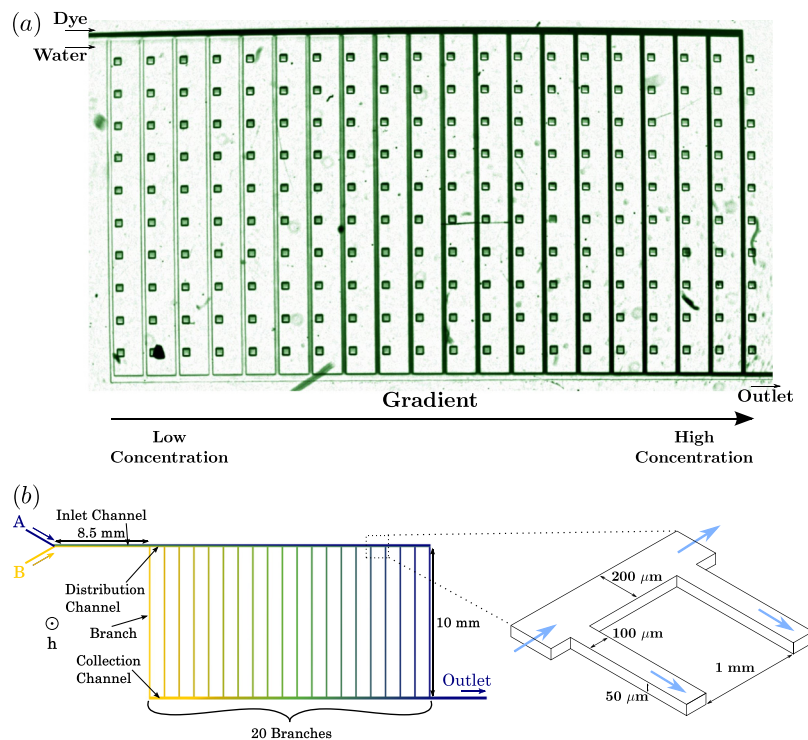 (a)
Dye
Water
Outlet
Gradient
Low
Concentration
High
Concentration
(b)
A
B
Inlet Channel
8.5 mm
Distribution
Channel
Branch
h
Collection
Channel
10 mm
Outlet
20 Branches
200 μm
100 μm
50 μm
1 mm